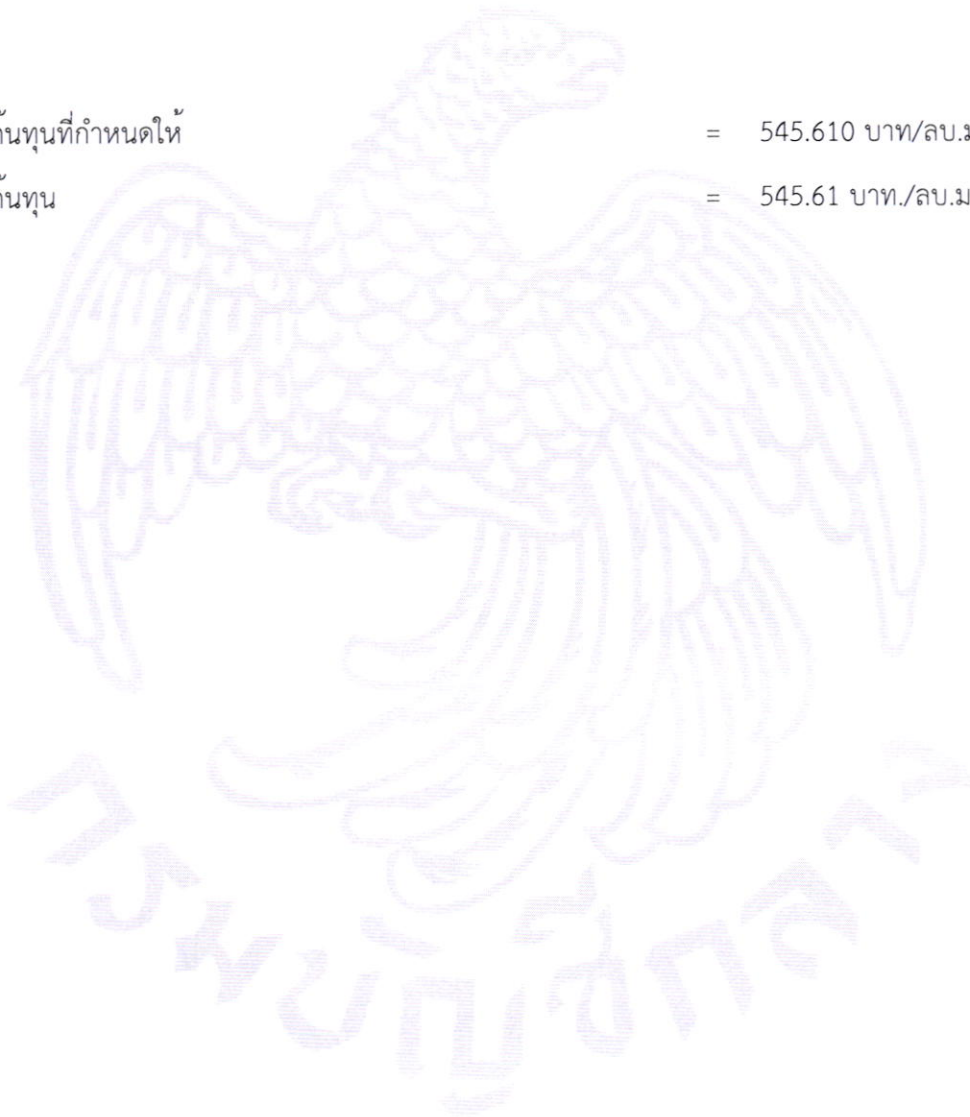 ต้นทุนที่กำหนดให้ = 545.610 บาท/ลบ.ม
ต้นทุน = 545.61 บาท./ลบ.ม
กรมบัญชีกลาง